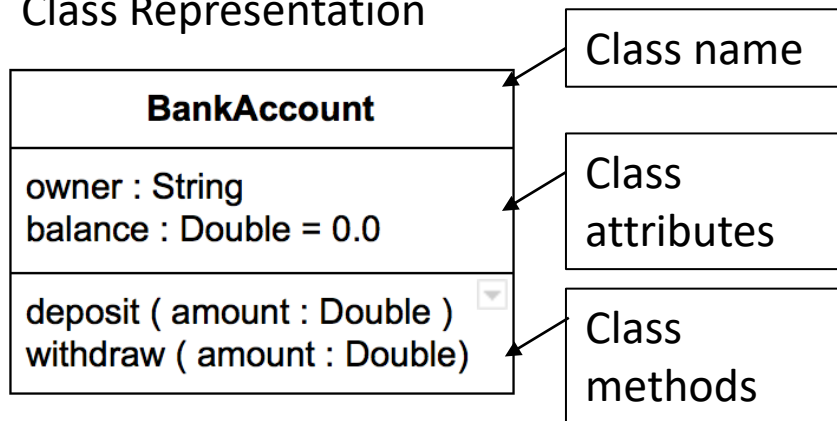 Class Representation
Class name
BankAccount
owner : String
balance : Double = 0.0
Class
attributes
deposit ( amount : Double )
withdraw ( amount : Double)
Class
methods